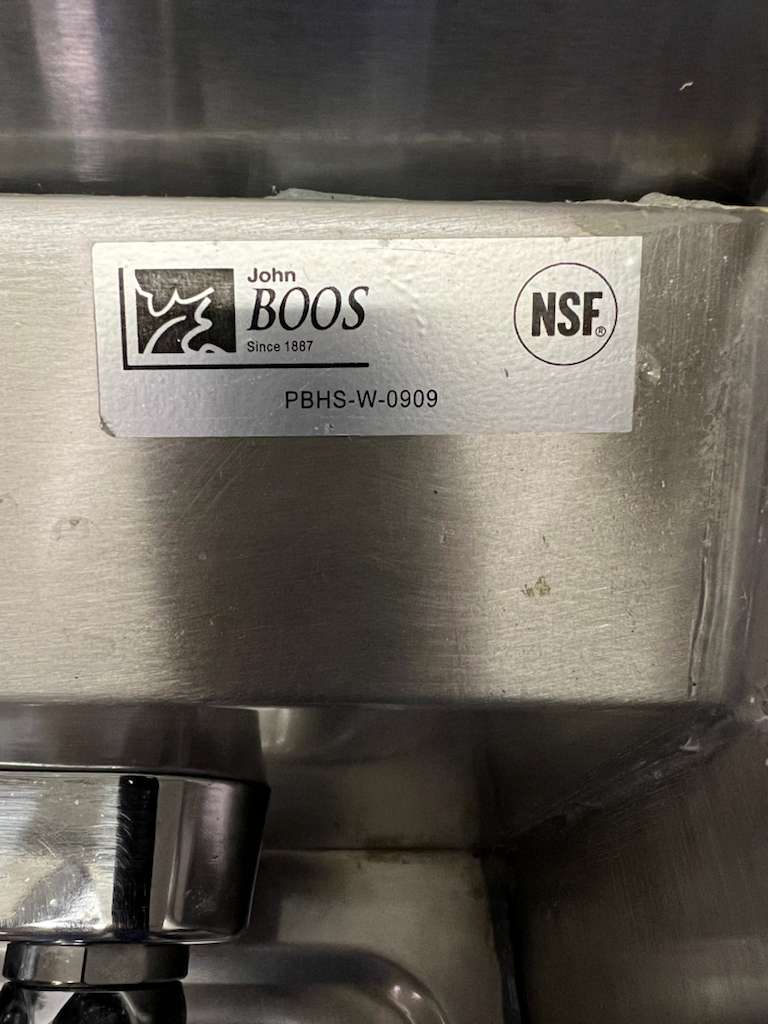 John
BOOS
Since 1887
NSF®
PBHS-W-0909